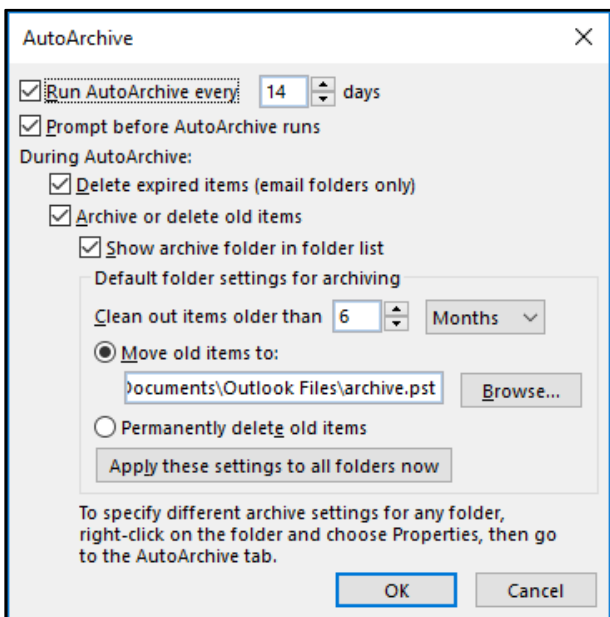 AutoArchive
Run AutoArchive every 14 days
Prompt before AutoArchive runs
During AutoArchive:
Delete expired items (email folders only)
Archive or delete old items
Show archive folder in folder list
Default folder settings for archiving
Clean out items older than 6 Months
Move old items to:
Documents\Outlook Files\archive.pst Browse...
Permanently delete old items
Apply these settings to all folders now
To specify different archive settings for any folder,
right-click on the folder and choose Properties, then go
to the AutoArchive tab.
OK Cancel